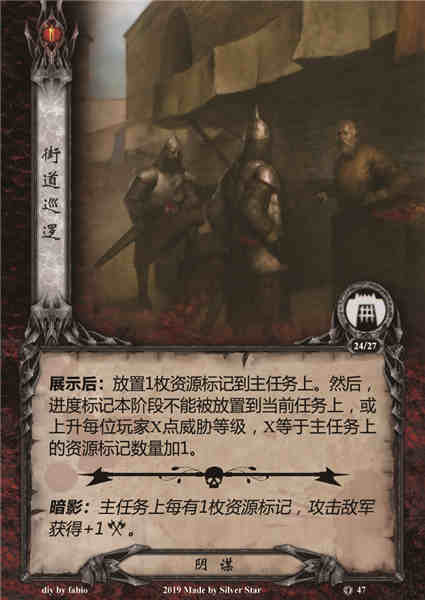 街道巡逻
24/27
展示后：放置1枚资源标记到主任务上。然后，
进度标记本阶段不能被放置到当前任务上，或
上升每位玩家X点威胁等级，X等于主任务上
的资源标记数量加1。
暗影：主任务上每有1枚资源标记，攻击敌军
获得+1。
阴谋
diy by fabio 2019 Made by Silver Star 47